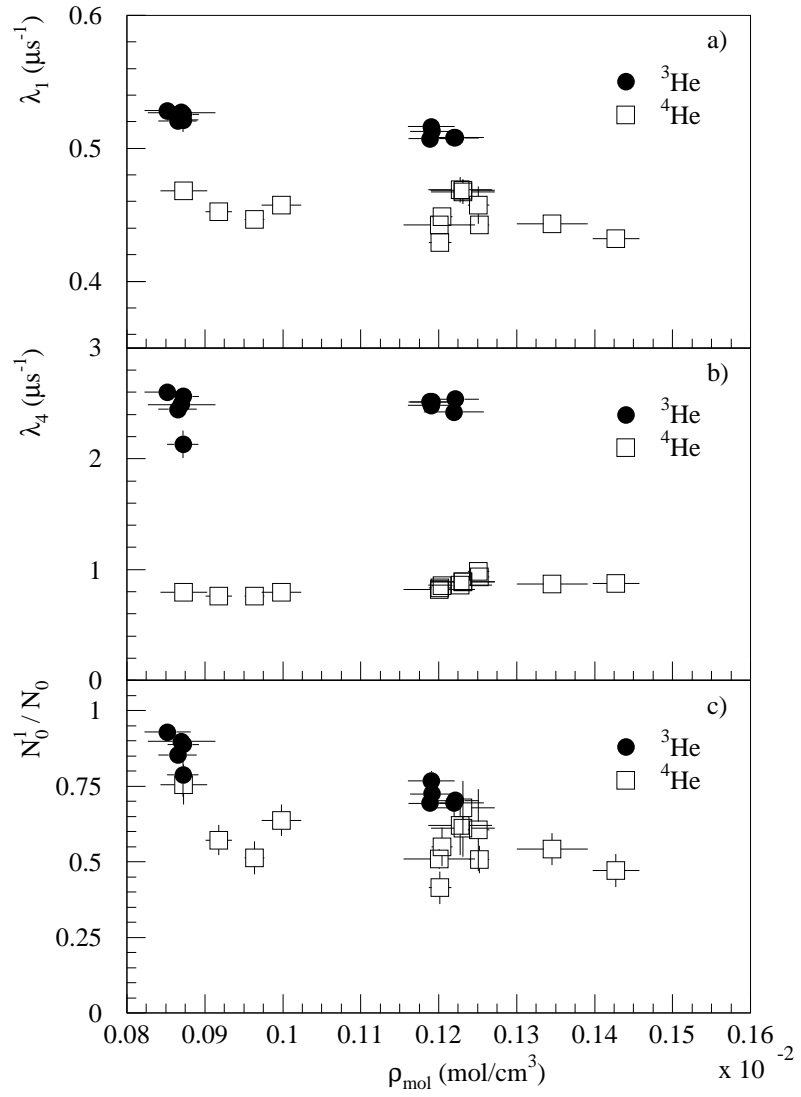 0.6
a)
λ₁ (μs⁻¹)
³He
⁴He
0.5
0.4
3
b)
λ₄ (μs⁻¹)
³He
⁴He
2
1
0
c)
N₀¹ / N₀
1
³He
⁴He
0.75
0.5
0.25
0
0.08 0.09 0.1 0.11 0.12 0.13 0.14 0.15 0.16
x 10⁻²
ρmol (mol/cm³)